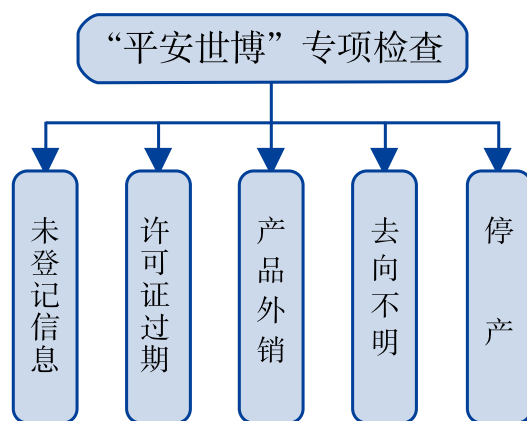 “平安世博”专项检查
未登记信息
许可证过期
产品外销
去向不明
停产